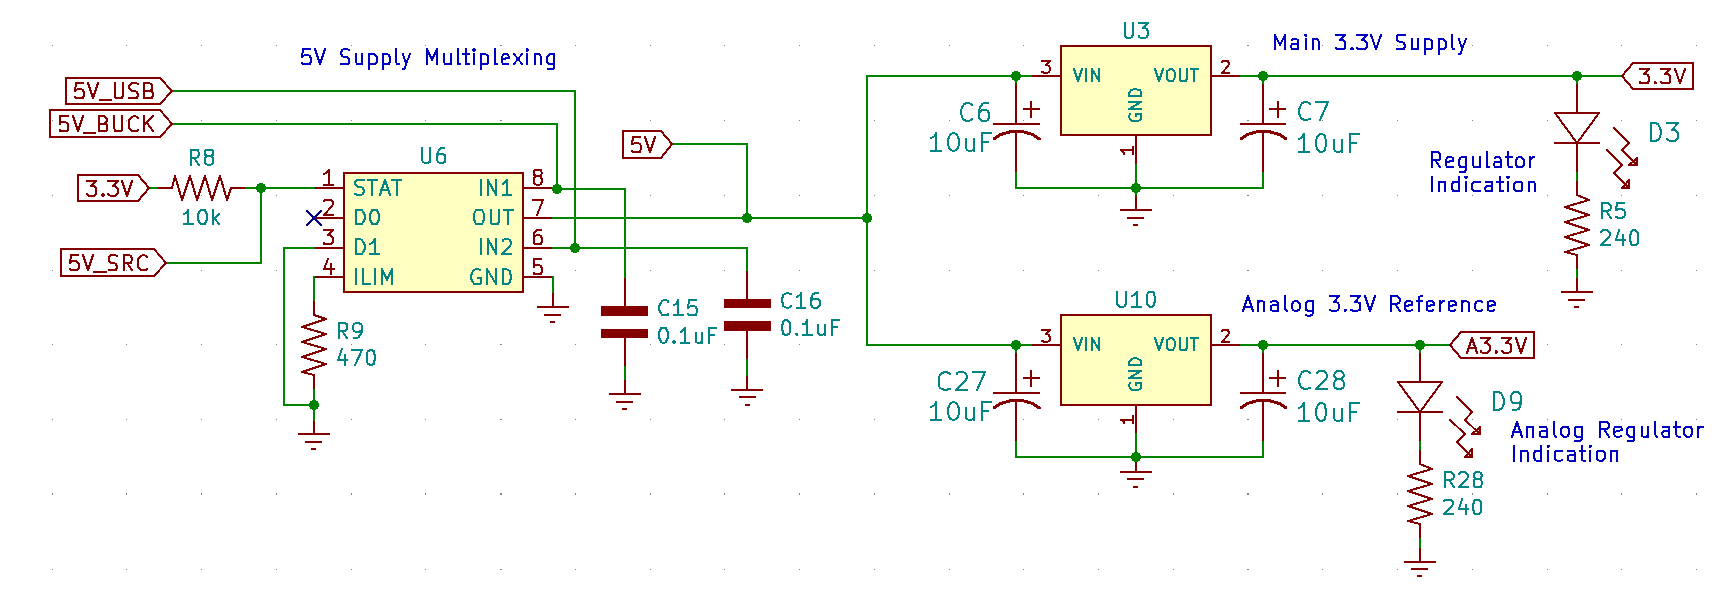 5V Supply Multiplexing
5V_USB
5V_BUCK
3.3V
R8
10k
5V_SRC
U6
1
STAT
2
D0
3
D1
4
ILIM
IN1
8
OUT
7
IN2
6
GND
5
R9
470
C15
0.1uF
C16
0.1uF
5V
U3
Main 3.3V Supply
3
VIN
VOUT
2
GND
1
C6
10uF
C7
10uF
3.3V
D3
Regulator
Indication
R5
240
U10
Analog 3.3V Reference
3
VIN
VOUT
2
GND
1
C27
10uF
C28
10uF
A3.3V
D9
Analog Regulator
Indication
R28
240